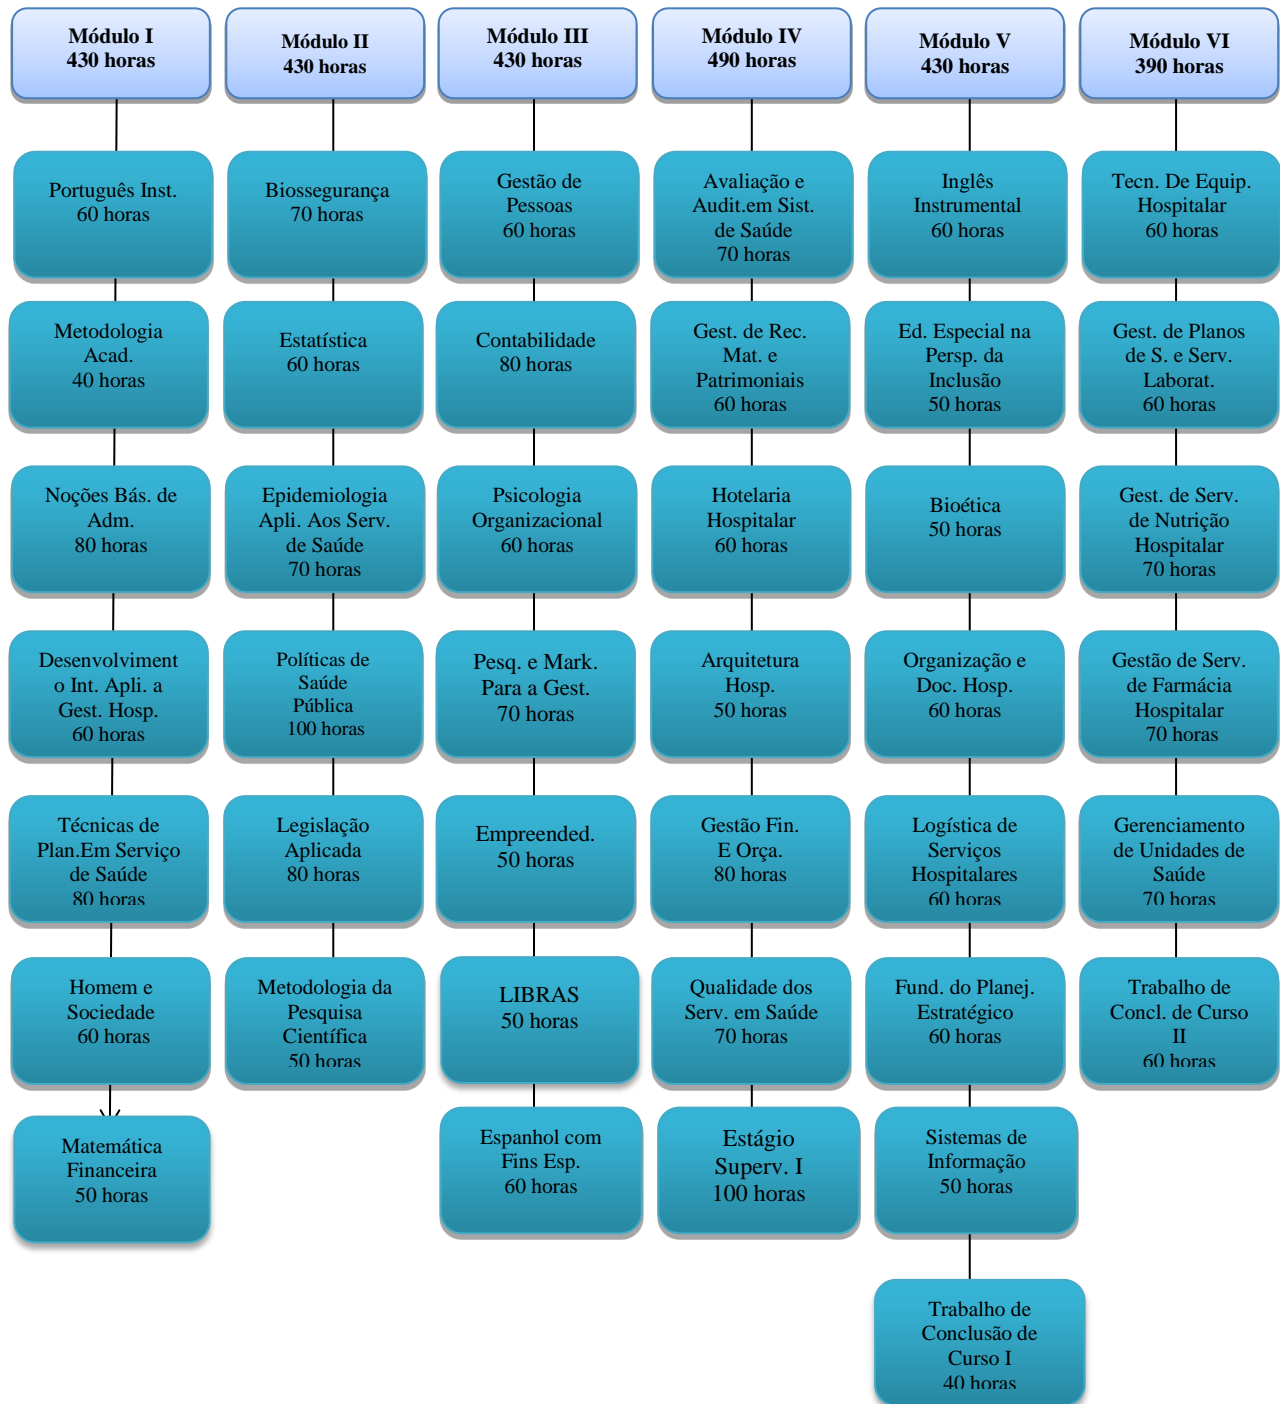 Módulo I
430 horas
Português Inst.
60 horas
Metodologia
Acad.
40 horas
Noções Bás. de
Adm.
80 horas
Desenvolviment
o Int. Apli. a
Gest. Hosp.
60 horas
Técnicas de
Plan.Em Serviço
de Saúde
80 horas
Homem e
Sociedade
60 horas
Matemática
Financeira
50 horas
Módulo II
430 horas
Biossegurança
70 horas
Estatística
60 horas
Epidemiologia
Apli. Aos Serv.
de Saúde
70 horas
Políticas de
Saúde
Pública
100 horas
Legislação
Aplicada
80 horas
Metodologia da
Pesquisa
Científica
50 horas
Módulo III
430 horas
Gestão de
Pessoas
60 horas
Contabilidade
80 horas
Psicologia
Organizacional
60 horas
Pesq. e Mark.
Para a Gest.
70 horas
Empreended.
50 horas
LIBRAS
50 horas
Espanhol com
Fins Esp.
60 horas
Módulo IV
490 horas
Avaliação e
Audit.em Sist.
de Saúde
70 horas
Gest. de Rec.
Mat. e
Patrimoniais
60 horas
Hotelaria
Hospitalar
60 horas
Arquitetura
Hosp.
50 horas
Gestão Fin.
E Orça.
80 horas
Qualidade dos
Serv. em Saúde
70 horas
Estágio
Superv. I
100 horas
Módulo V
430 horas
Inglês
Instrumental
60 horas
Ed. Especial na
Persp. da
Inclusão
50 horas
Bioética
50 horas
Organização e
Doc. Hosp.
60 horas
Logística de
Serviços
Hospitalares
60 horas
Fund. do Planej.
Estratégico
60 horas
Sistemas de
Informação
50 horas
Trabalho de
Conclusão de
Curso I
40 horas
Módulo VI
390 horas
Tecn. De Equip.
Hospitalar
60 horas
Gest. de Planos
de S. e Serv.
Laborat.
60 horas
Gest. de Serv.
de Nutrição
Hospitalar
70 horas
Gestão de Serv.
de Farmácia
Hospitalar
70 horas
Gerenciamento
de Unidades de
Saúde
70 horas
Trabalho de
Concl. de Curso
II
60 horas